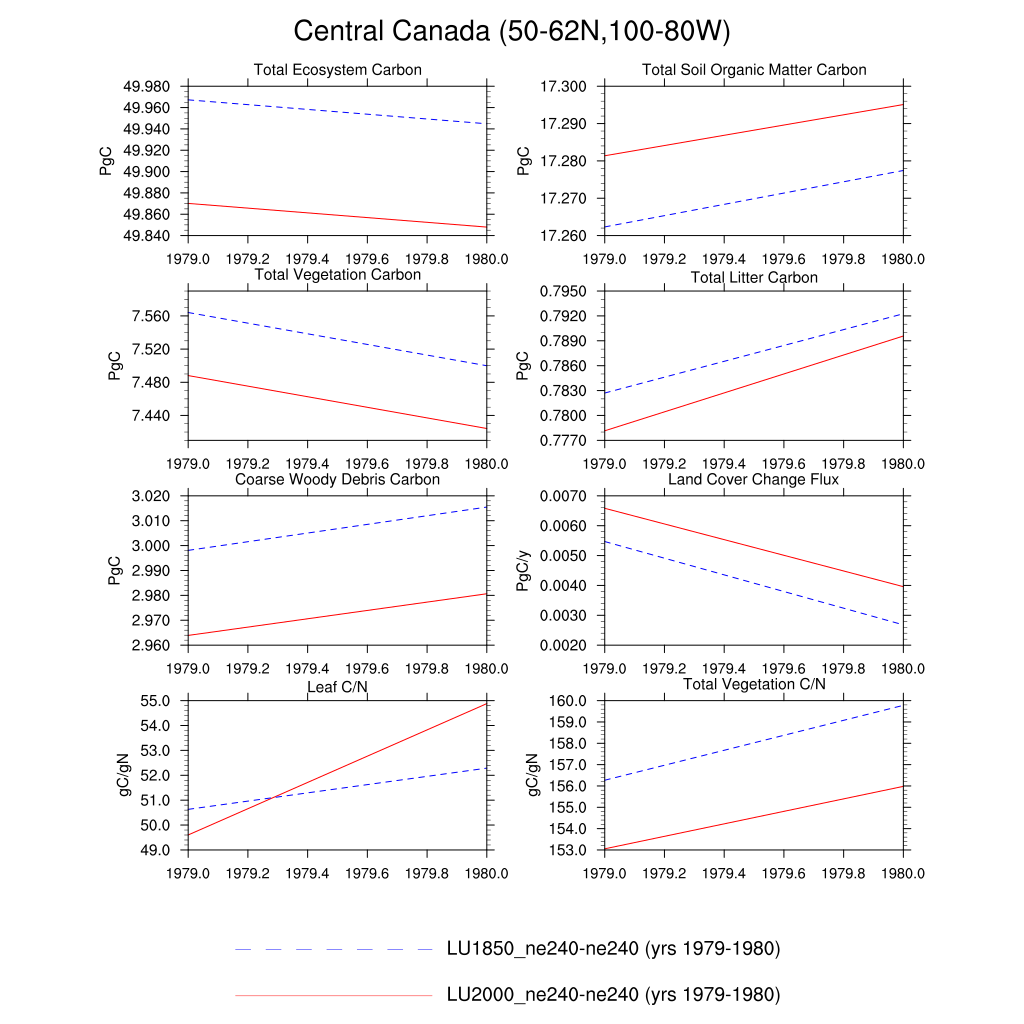 Central Canada (50-62N,100-80W)
Total Ecosystem Carbon
49.980
49.960
49.940
49.920
49.900
49.880
49.860
49.840
PgC
1979.0 1979.2 1979.4 1979.6 1979.8 1980.0
Total Soil Organic Matter Carbon
17.300
17.290
17.280
17.270
17.260
PgC
1979.0 1979.2 1979.4 1979.6 1979.8 1980.0
Total Vegetation Carbon
7.560
7.520
7.480
7.440
PgC
1979.0 1979.2 1979.4 1979.6 1979.8 1980.0
Total Litter Carbon
0.7950
0.7920
0.7890
0.7860
0.7830
0.7800
0.7770
PgC
1979.0 1979.2 1979.4 1979.6 1979.8 1980.0
Coarse Woody Debris Carbon
3.020
3.010
3.000
2.990
2.980
2.970
2.960
PgC
1979.0 1979.2 1979.4 1979.6 1979.8 1980.0
Land Cover Change Flux
0.0070
0.0060
0.0050
0.0040
0.0030
0.0020
PgC/y
1979.0 1979.2 1979.4 1979.6 1979.8 1980.0
Leaf C/N
55.0
54.0
53.0
52.0
51.0
50.0
49.0
gC/gN
1979.0 1979.2 1979.4 1979.6 1979.8 1980.0
Total Vegetation C/N
160.0
159.0
158.0
157.0
156.0
155.0
154.0
153.0
gC/gN
1979.0 1979.2 1979.4 1979.6 1979.8 1980.0
LU1850_ne240-ne240 (yrs 1979-1980)
LU2000_ne240-ne240 (yrs 1979-1980)